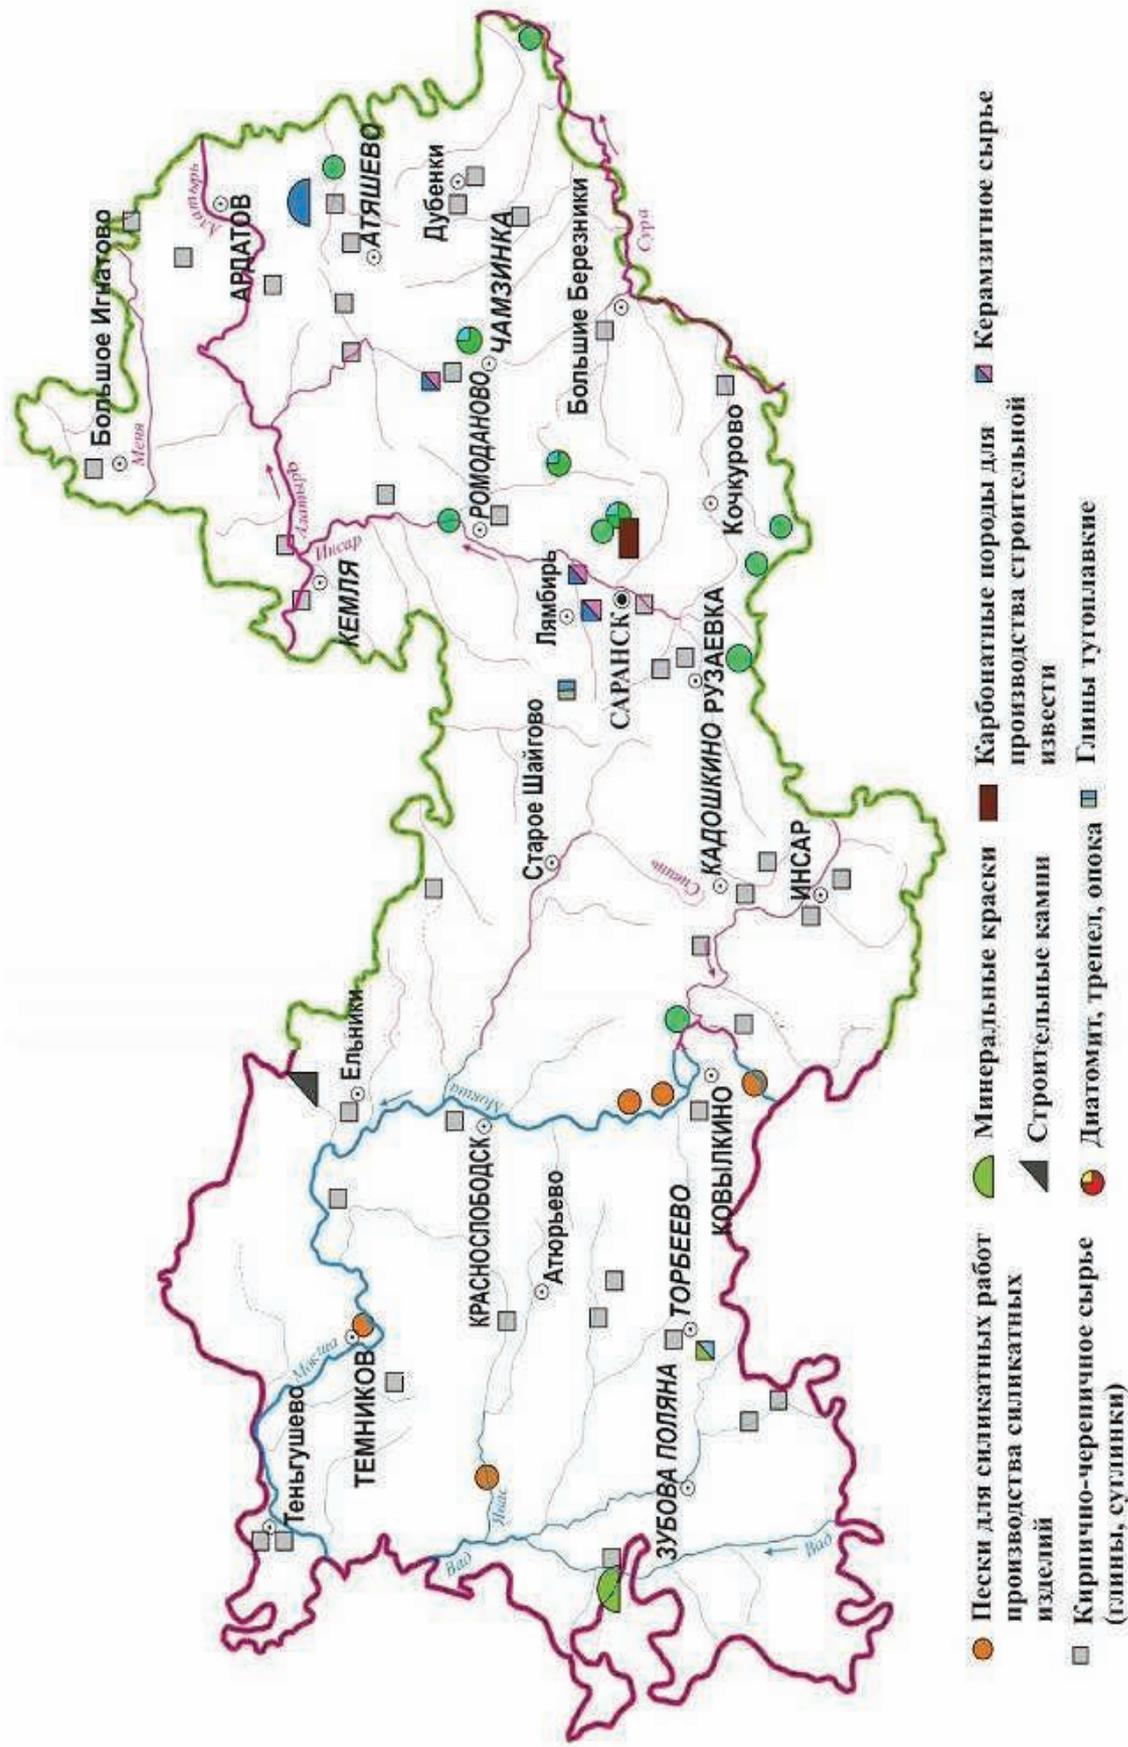 Большое Игнатово
Меня
Алатырь
АРДАТОВ
АТЯШЕВО
Дубенки
ЧАМЗИНКА
Большие Березники
Сура
Алатырь
Инсар
КЕМЛЯ
РОМОДАНОВО
Лямбирь
САРАНСК
Кочкурово
РУЗАЕВКА
Старое Шайгово
КАДОШКИНО
ИНСАР
Ельники
Мокша
КРАСНОСЛОБОДСК
Атюрьево
КОВЫЛКИНО
ТОРБЕЕВО
Теньгушево
Мокша
ТЕМНИКОВ
ЗУБОВА ПОЛЯНА
Вад
Вад
Пески для силикатных работ
производства силикатных
изделий
Кирпично-черепичное сырье
(глины, суглинки)
Минеральные краски
Строительные камни
Диатомит, трепел, опока
Карбонатные породы для
производства строительной
извести
Глины тугоплавкие
Керамзитное сырье